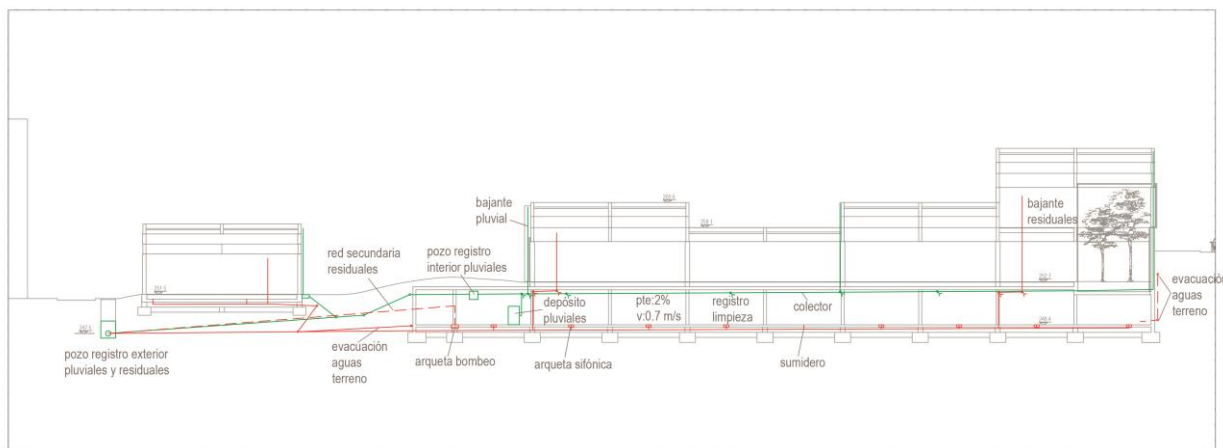 bajante
pluvial
bajante
residuales
red secundaria
residuales
pozo registro
interior pluviales
depósito
pluviales
pte:2%
v:0.7 m/s
registro
limpieza
colector
evacuación
aguas
terreno
pozo registro exterior
pluviales y residuales
evacuación
aguas
terreno
arqueta bombeo
arqueta sifónica
sumidero